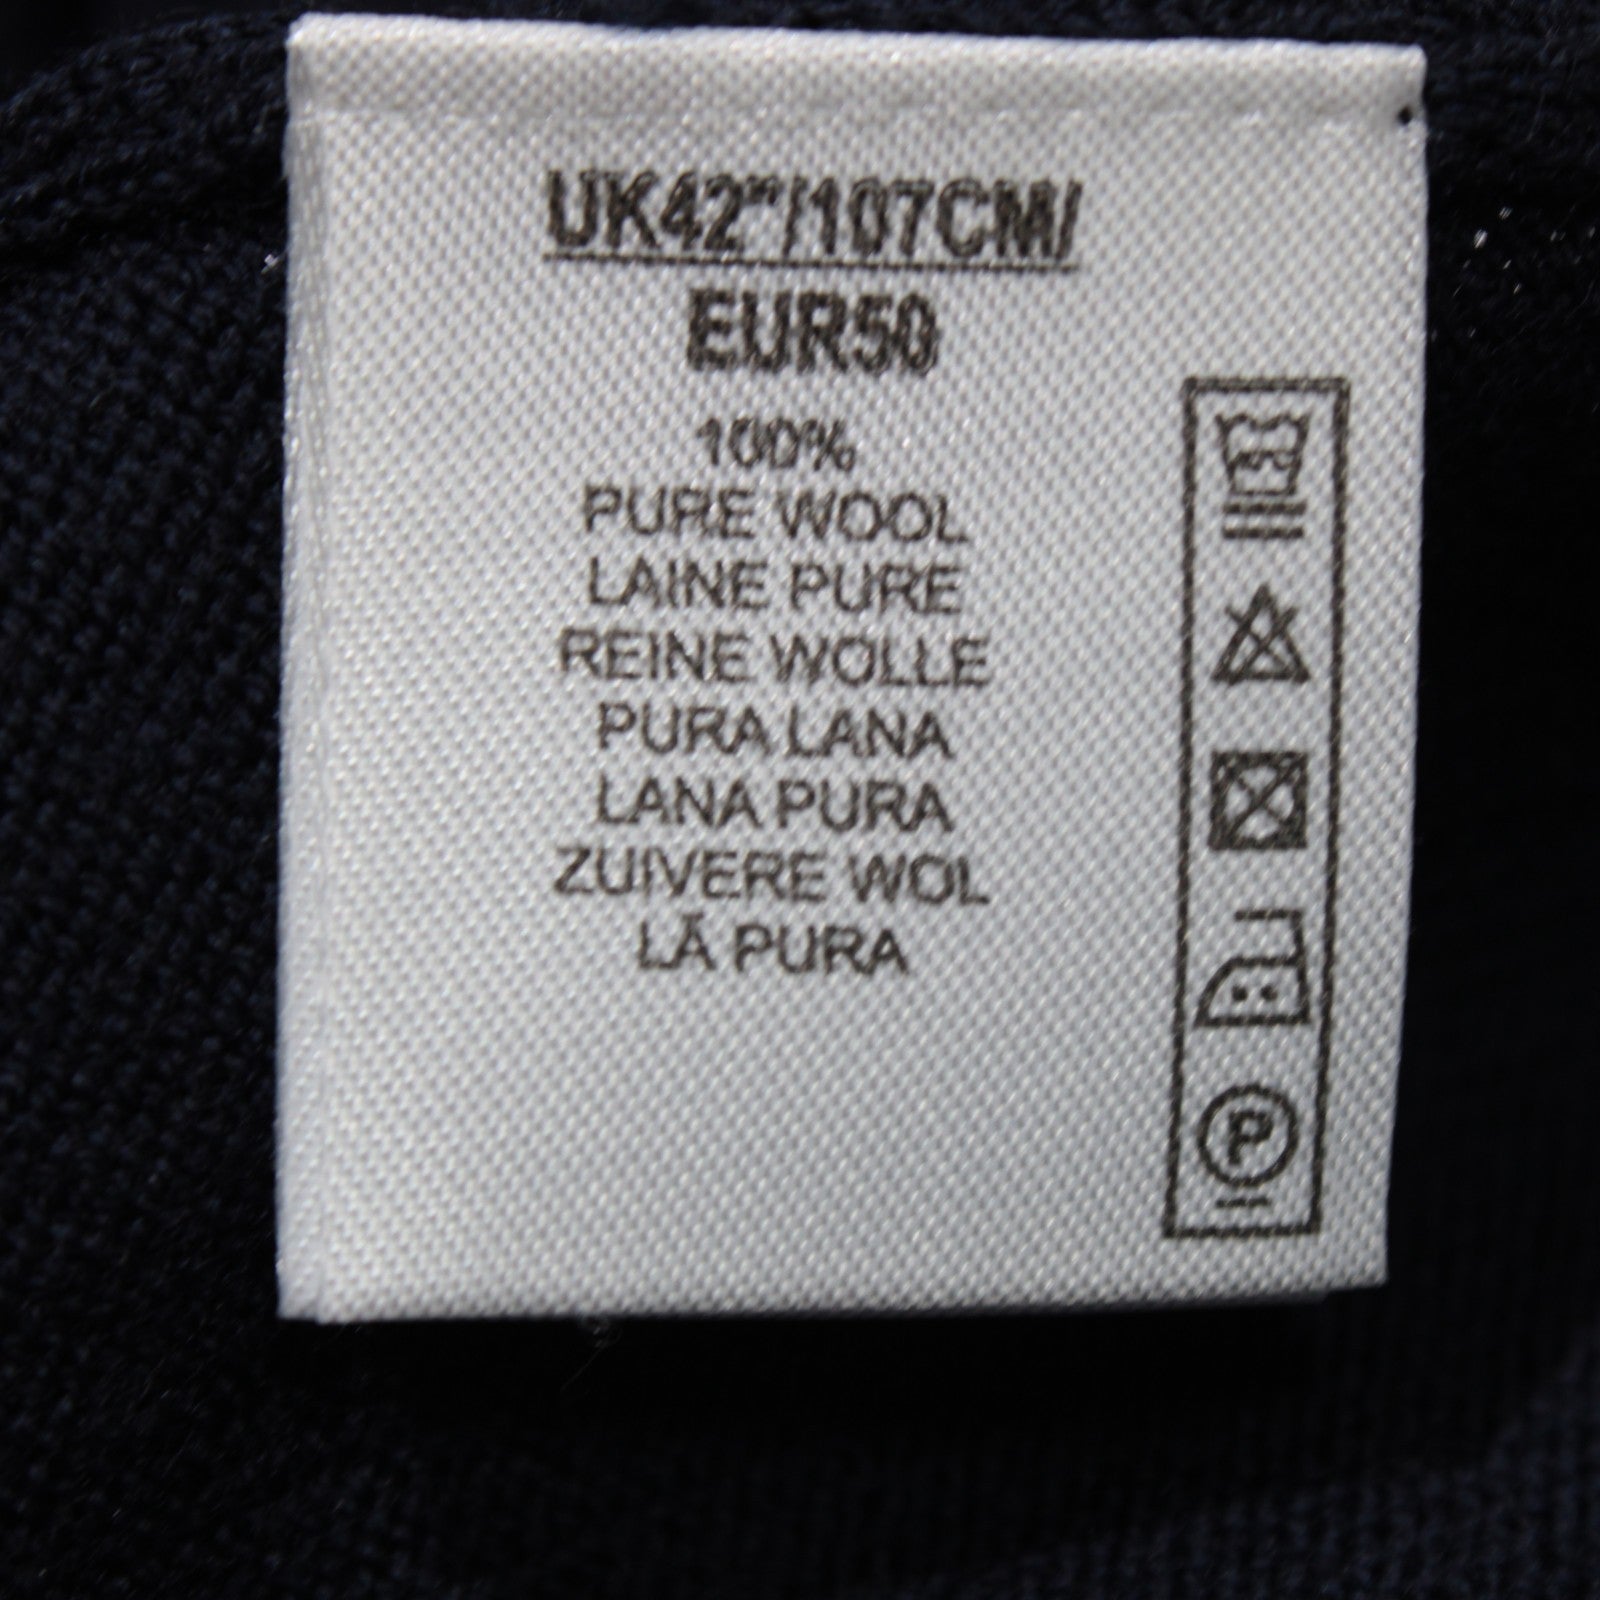 UK42"/107CM/
EUR50
100%
PURE WOOL
LAINE PURE
REINE WOLLE
PURA LANA
LANA PURA
ZUIVERE WOL
LÃ PURA
P